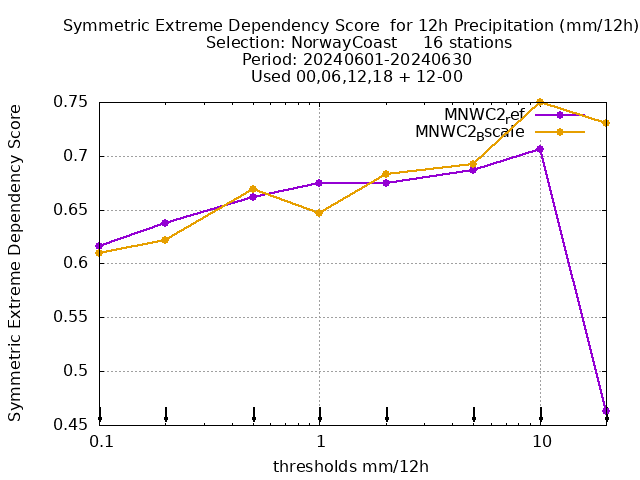 Symmetric Extreme Dependency Score  for 12h Precipitation (mm/12h)
Selection: NorwayCoast     16 stations
Period: 20240601-20240630
Used 00,06,12,18 + 12-00
Symmetric Extreme Dependency Score
0.75
0.7
0.65
0.6
0.55
0.5
0.45
MNWC2ref
MNWC2Bscale
0.1
1
10
thresholds mm/12h